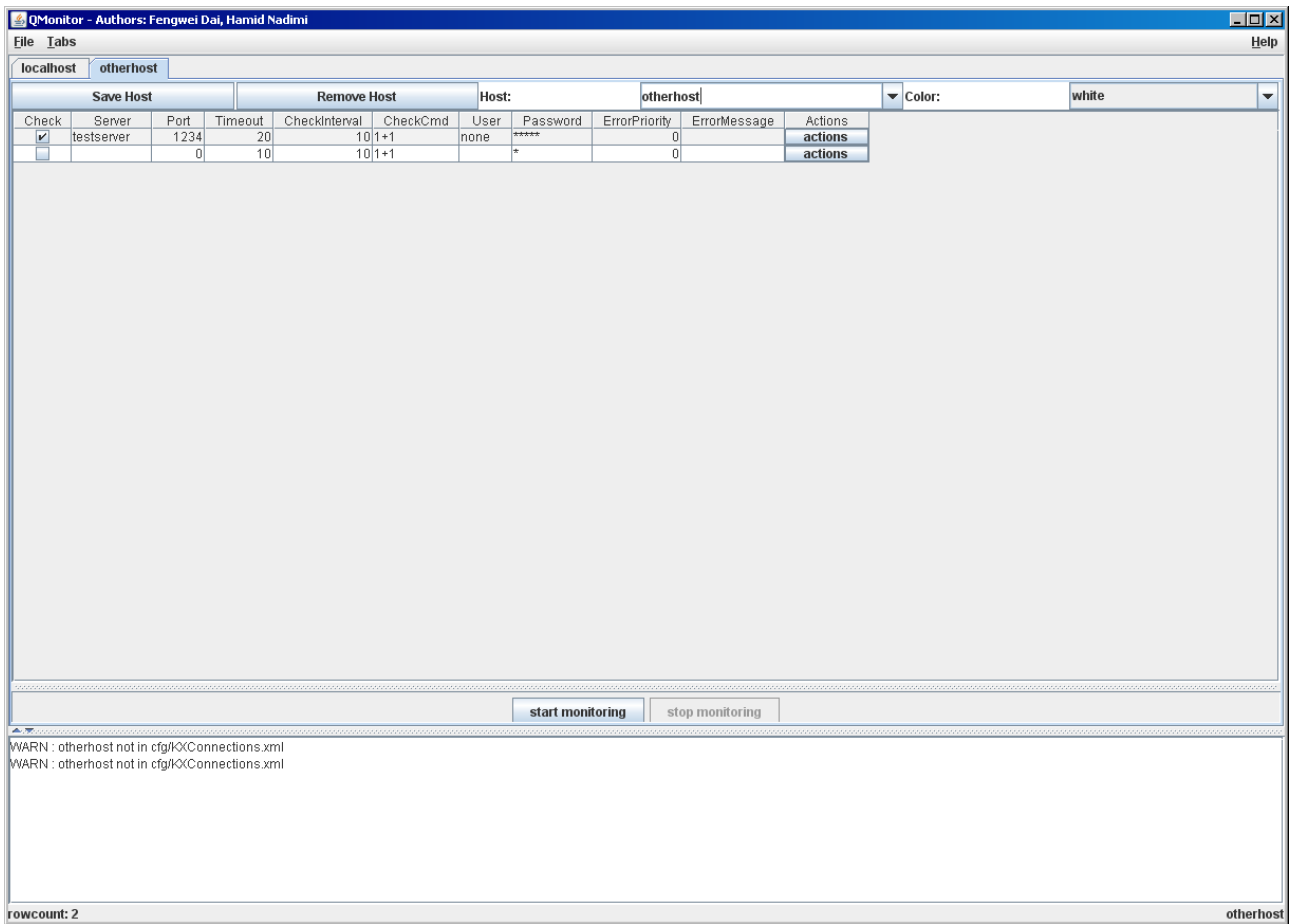 QMonitor - Authors: Fengwei Dai, Hamid Nadimi
File Tabs Help
localhost otherhost
Save Host Remove Host Host: otherhost Color: white
Check Server Port Timeout CheckInterval CheckCmd User Password ErrorPriority ErrorMessage Actions
testserver 1234 20 10 1+1 none ***** 0 actions
0 10 10 1+1 * 0 actions
start monitoring stop monitoring
WARN : otherhost not in cfg/KXConnections.xml
WARN : otherhost not in cfg/KXConnections.xml
rowcount: 2 otherhost